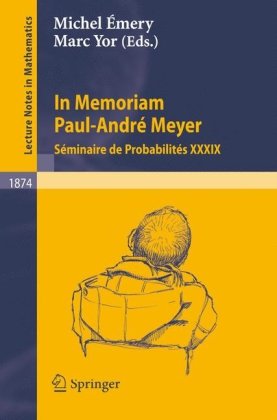 Michel Émery
Marc Yor (Eds.)
Lecture Notes in Mathematics
1874
In Memoriam
Paul-André Meyer
Séminaire de Probabilités XXXIX
Springer